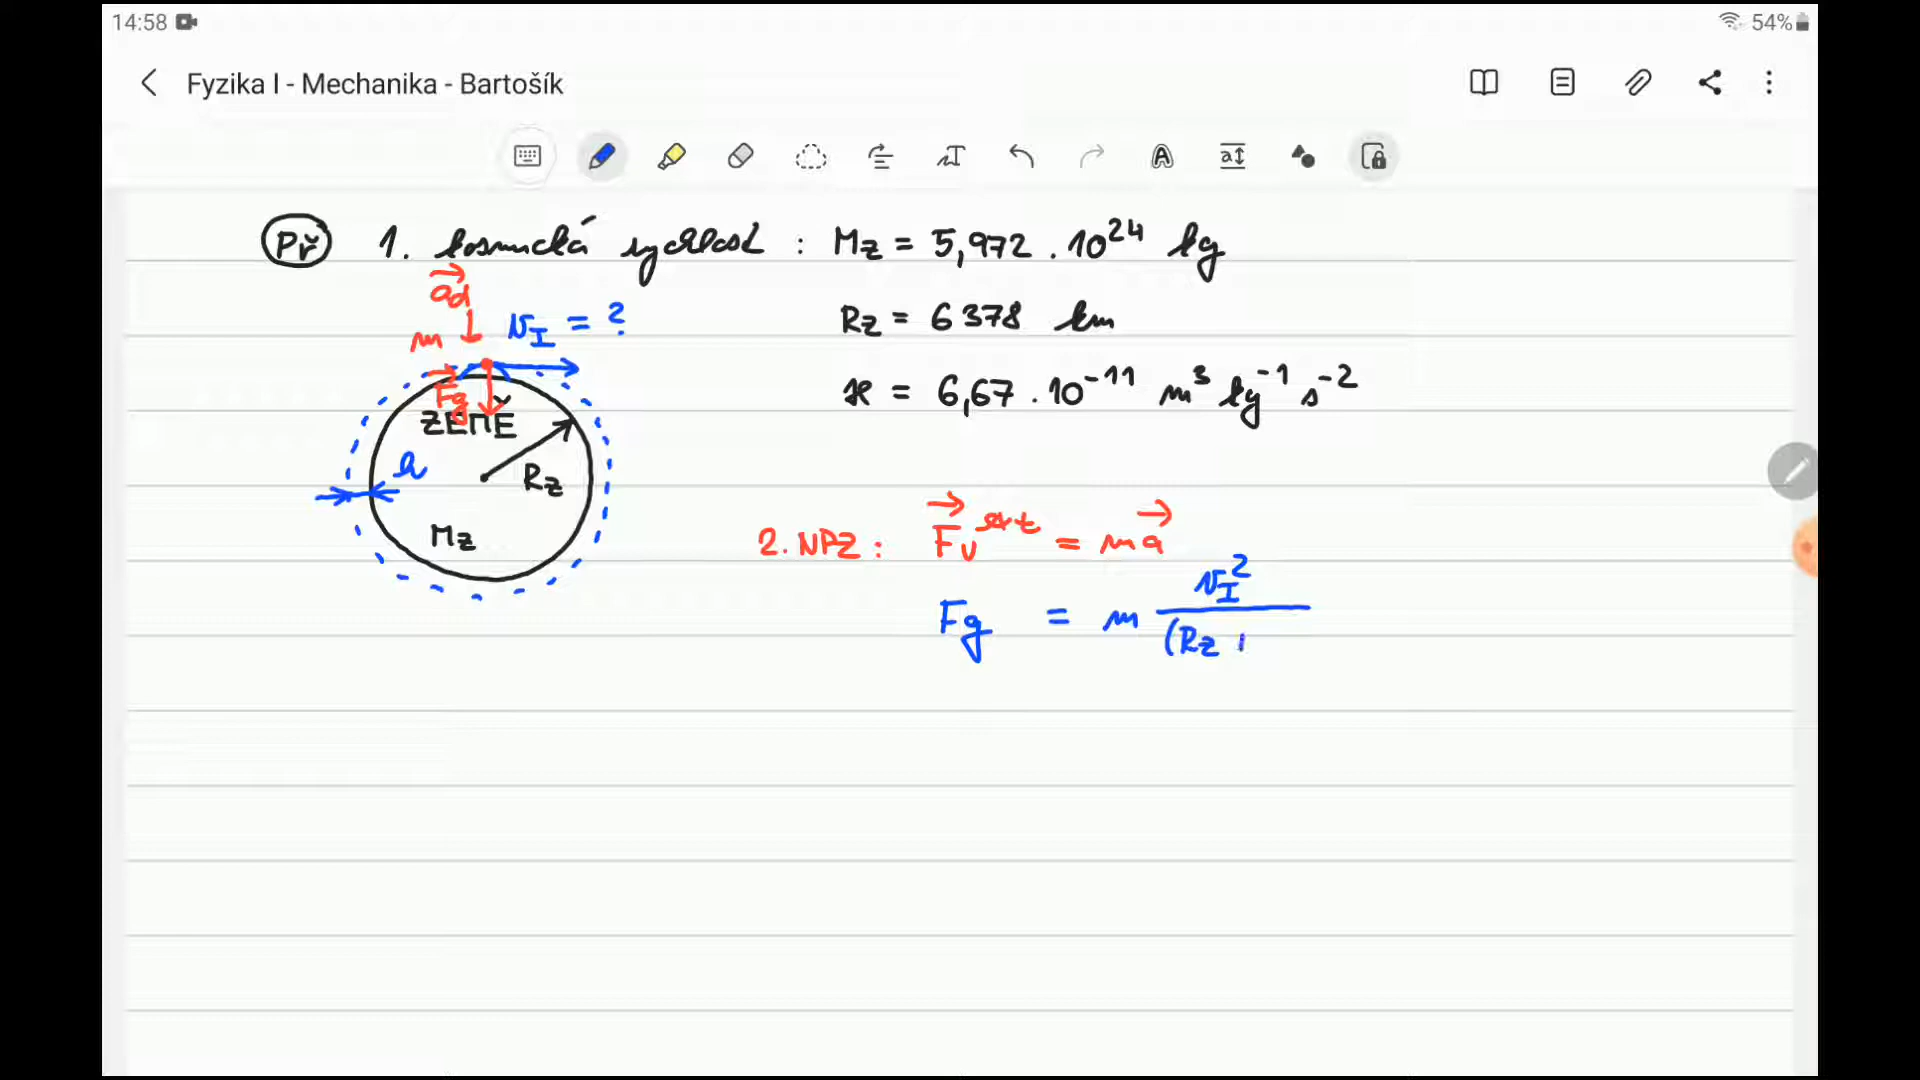 14:58
54%
Fyzika I - Mechanika - Bartošík
Př 1. kosmická rychlost : Mz = 5,972 . 10^24 kg
Rz = 6378 km
ϰ = 6,67 . 10^-11 m^3 kg^-1 s^-2
ad
m
vI = ?
Fg
ZEMĚ
h
Rz
Mz
2. NPZ : Fv^ext = ma
Fg = m vI^2 / (Rz